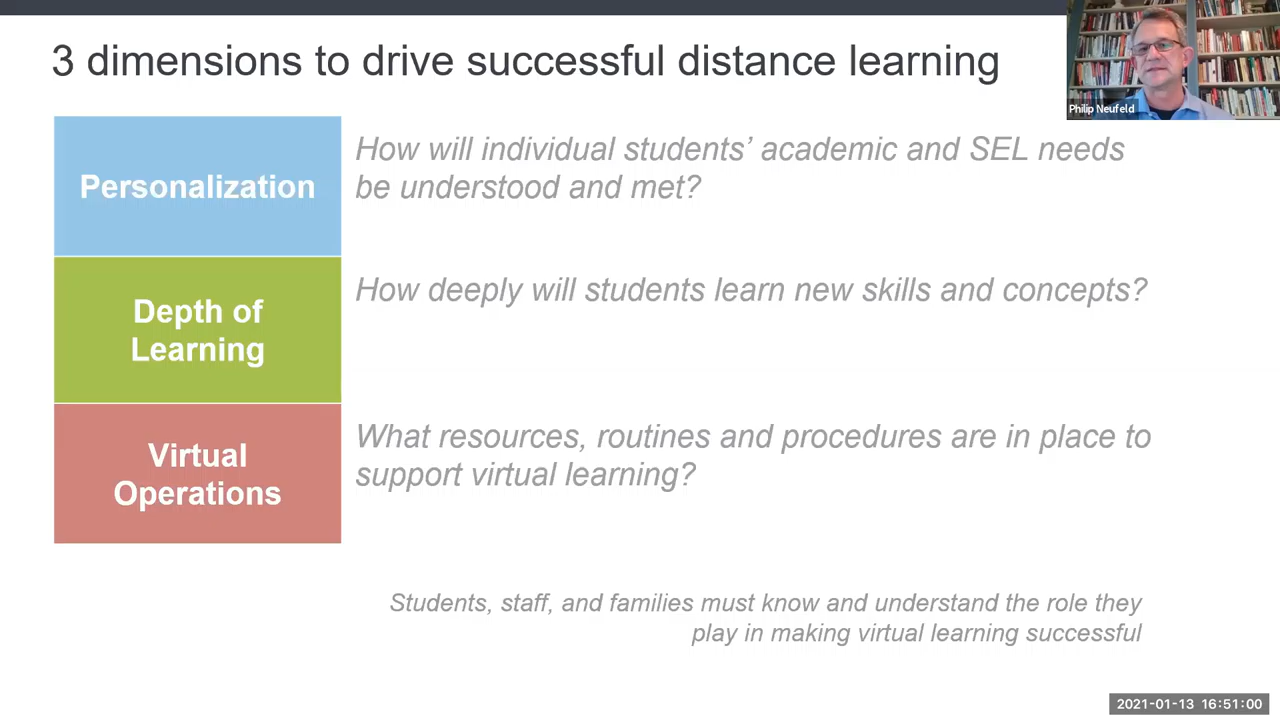 3 dimensions to drive successful distance learning
Philip Neufeld
Personalization
How will individual students’ academic and SEL needs
be understood and met?
Depth of
Learning
How deeply will students learn new skills and concepts?
Virtual
Operations
What resources, routines and procedures are in place to
support virtual learning?
Students, staff, and families must know and understand the role they
play in making virtual learning successful
2021-01-13 16:51:00